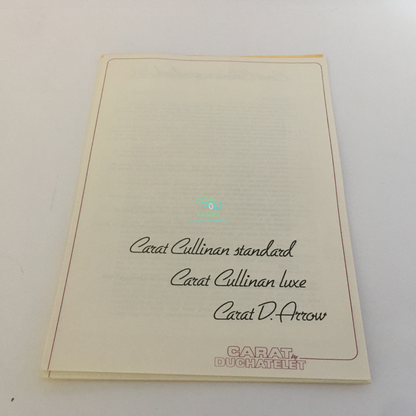 Carat Cullinan standard
Carat Cullinan luxe
Carat D. Arrow
CARAT by
DUCHATELET